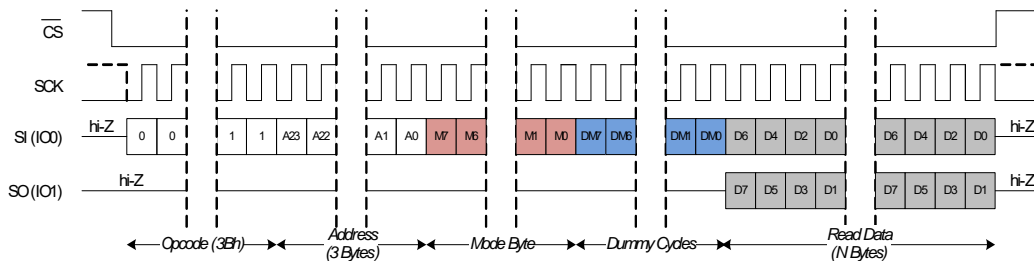 CS
SCK
hi-Z
SI (IO0) 0 0 1 1 A23 A22 A1 A0 M7 M6 M1 M0 DM7 DM6 DM1 DM0 D6 D4 D2 D0 D6 D4 D2 D0 hi-Z
hi-Z
SO (IO1) D7 D5 D3 D1 D7 D5 D3 D1 hi-Z
Opcode (3Bh) Address Mode Byte Dummy Cycles Read Data
(3 Bytes) (N Bytes)